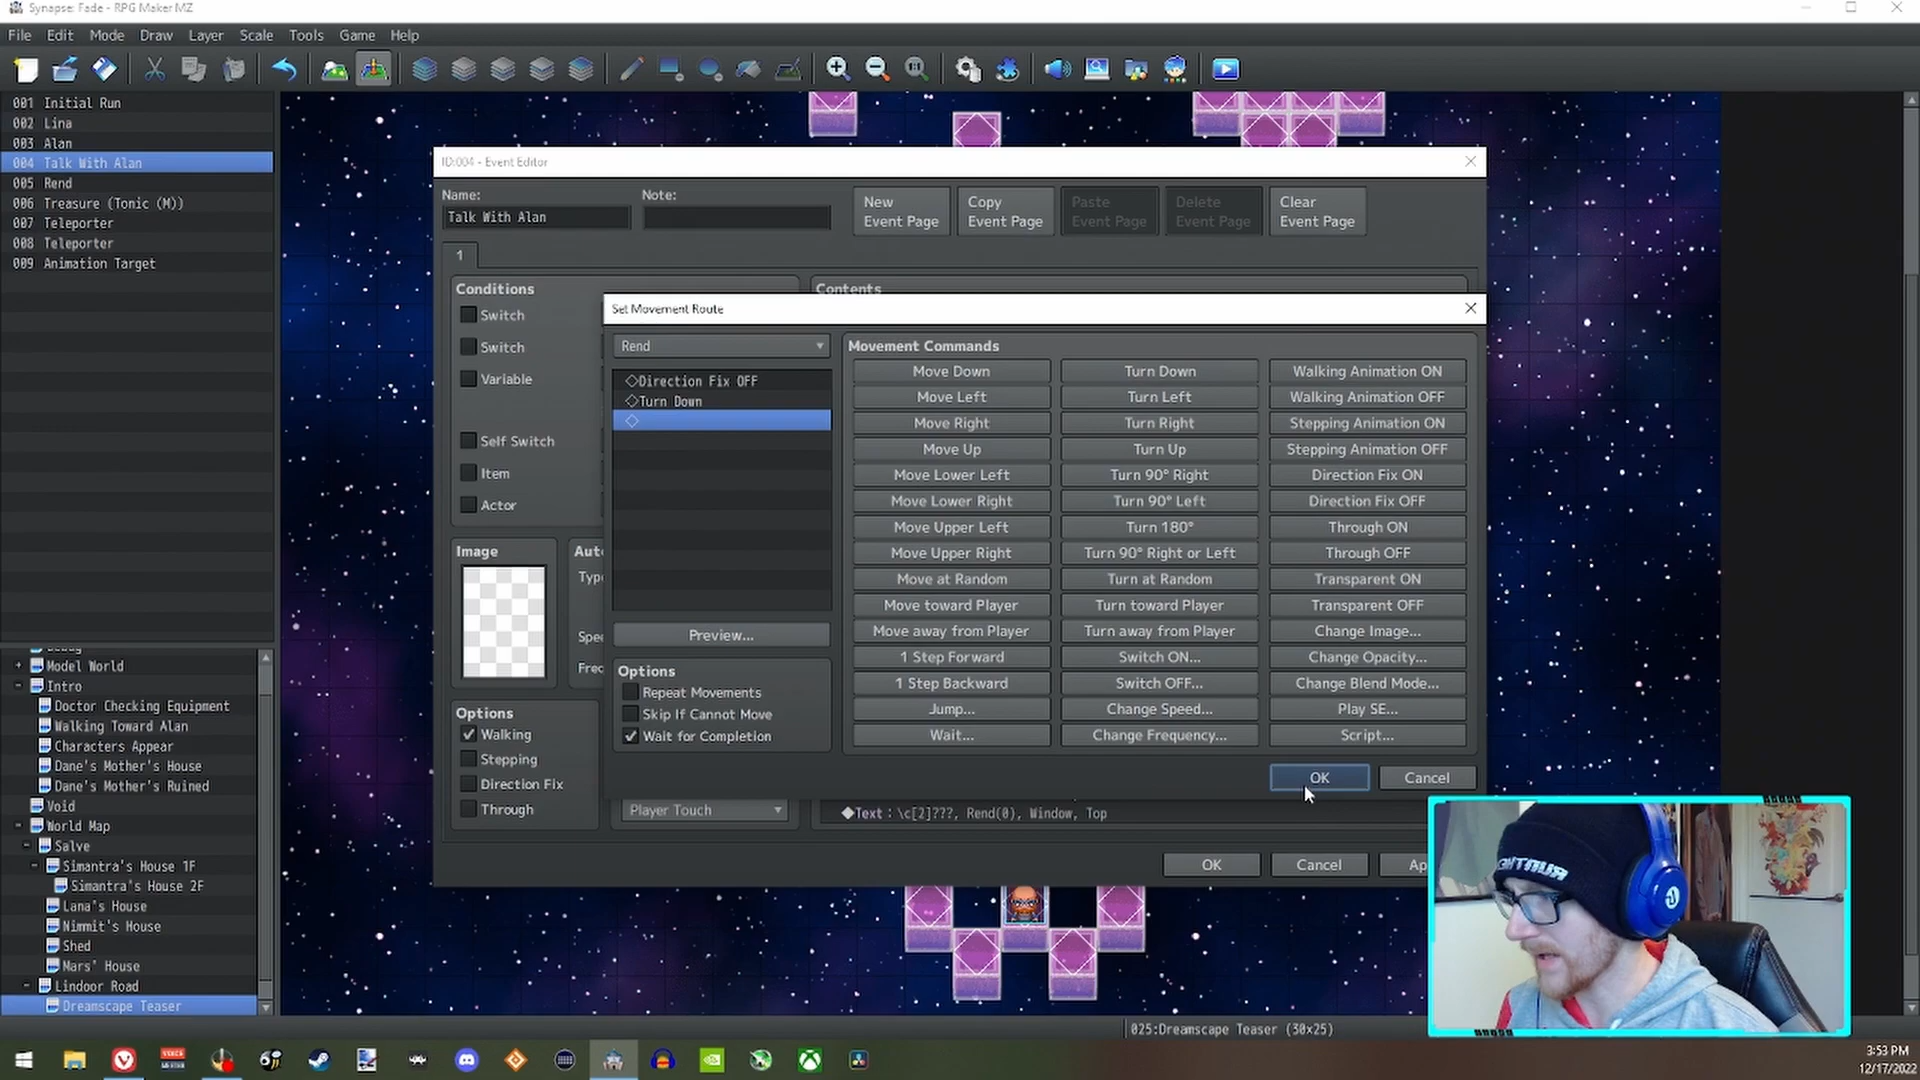 Synapse: Fade - RPG Maker MZ
File Edit Mode Draw Layer Scale Tools Game Help
001 Initial Run
002 Lina
003 Alan
004 Talk With Alan
005 Rend
006 Treasure (Tonic (M))
007 Teleporter
008 Teleporter
009 Animation Target
Model World
Intro
Doctor Checking Equipment
Walking Toward Alan
Characters Appear
Dane's Mother's House
Dane's Mother's Ruined
Void
World Map
Salve
Simantra's House 1F
Simantra's House 2F
Lana's House
Nimmit's House
Shed
Mars' House
Lindoor Road
Dreamscape Teaser
ID:004 - Event Editor
Name:
Talk With Alan
Note:
New Event Page
Copy Event Page
Paste Event Page
Delete Event Page
Clear Event Page
1
Conditions
Switch
Switch
Variable
Self Switch
Item
Actor
Image
Auto
Type
Spee
Freq
Options
Walking
Stepping
Direction Fix
Through
Player Touch
Contents
◆Text：\c[2]???, Rend(0), Window, Top
OK Cancel Ap
Set Movement Route
Rend
◇Direction Fix OFF
◇Turn Down
◇
Preview...
Options
Repeat Movements
Skip If Cannot Move
Wait for Completion
Movement Commands
Move Down Turn Down Walking Animation ON
Move Left Turn Left Walking Animation OFF
Move Right Turn Right Stepping Animation ON
Move Up Turn Up Stepping Animation OFF
Move Lower Left Turn 90° Right Direction Fix ON
Move Lower Right Turn 90° Left Direction Fix OFF
Move Upper Left Turn 180° Through ON
Move Upper Right Turn 90° Right or Left Through OFF
Move at Random Turn at Random Transparent ON
Move toward Player Turn toward Player Transparent OFF
Move away from Player Turn away from Player Change Image...
1 Step Forward Switch ON... Change Opacity...
1 Step Backward Switch OFF... Change Blend Mode...
Jump... Change Speed... Play SE...
Wait... Change Frequency... Script...
OK Cancel
025:Dreamscape Teaser (30x25)
3:53 PM
12/17/2022